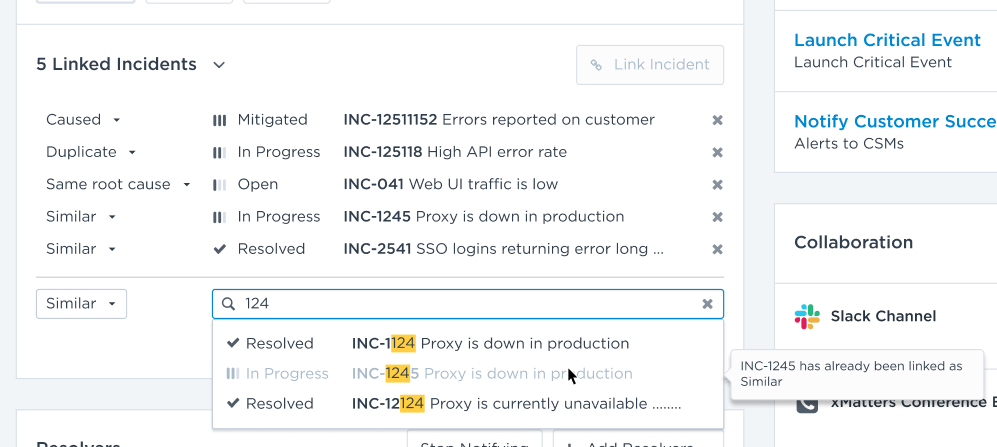 5 Linked Incidents
Link Incident
Caused Mitigated INC-12511152 Errors reported on customer
Duplicate In Progress INC-125118 High API error rate
Same root cause Open INC-041 Web UI traffic is low
Similar In Progress INC-1245 Proxy is down in production
Similar Resolved INC-2541 SSO logins returning error long ...
Similar 124
Resolved INC-1124 Proxy is down in production
In Progress INC-1245 Proxy is down in production
Resolved INC-12124 Proxy is currently unavailable ........
INC-1245 has already been linked as
Similar
Resolvers
Stop Notifying
Add Resolvers
Launch Critical Event
Launch Critical Event
Notify Customer Succe
Alerts to CSMs
Collaboration
Slack Channel
xMatters Conference B